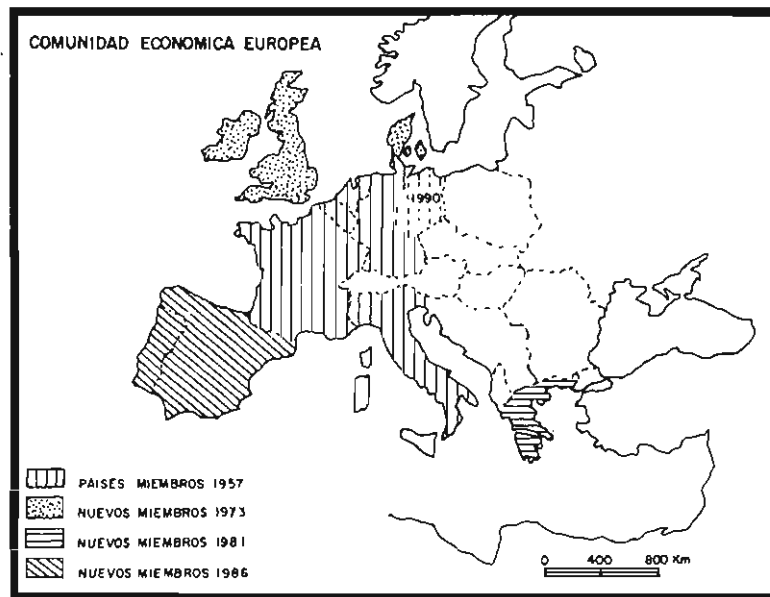 COMUNIDAD ECONOMICA EUROPEA
1990
PAISÉS MIEMBROS 1957
NUEVOS MIEMBROS 1973
NUEVOS MIEMBROS 1981
NUEVOS MIEMBROS 1986
0 400 800 Km